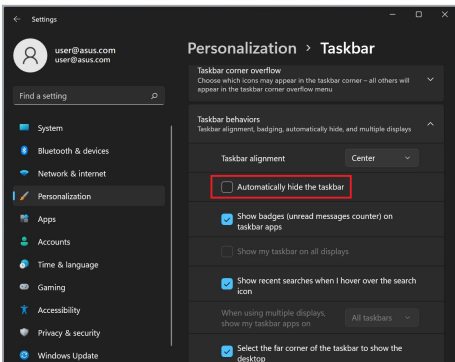 Settings
user@asus.com
user@asus.com
Find a setting
System
Bluetooth & devices
Network & internet
Personalization
Apps
Accounts
Time & language
Gaming
Accessibility
Privacy & security
Windows Update
Personalization > Taskbar
Taskbar corner overflow
Choose which icons may appear in the taskbar corner – all others will
appear in the taskbar corner overflow menu
Taskbar behaviors
Taskbar alignment, badging, automatically hide, and multiple displays
Taskbar alignment
Center
Automatically hide the taskbar
Show badges (unread messages counter) on
taskbar apps
Show my taskbar on all displays
Show recent searches when I hover over the search
icon
When using multiple displays,
show my taskbar apps on
All taskbars
Select the far corner of the taskbar to show the
desktop